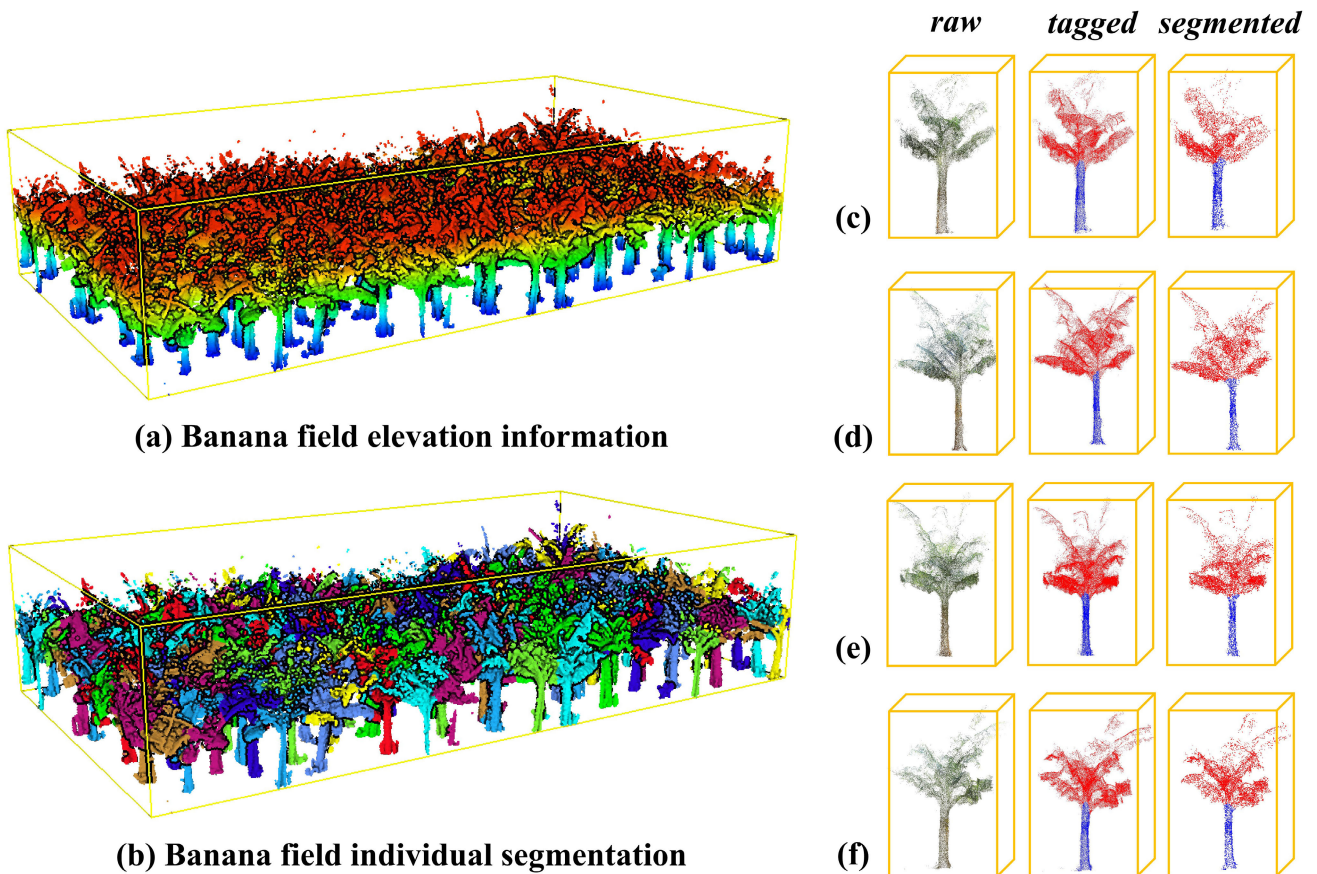 raw tagged segmented
(c)
(a) Banana field elevation information
(d)
(e)
(b) Banana field individual segmentation
(f)